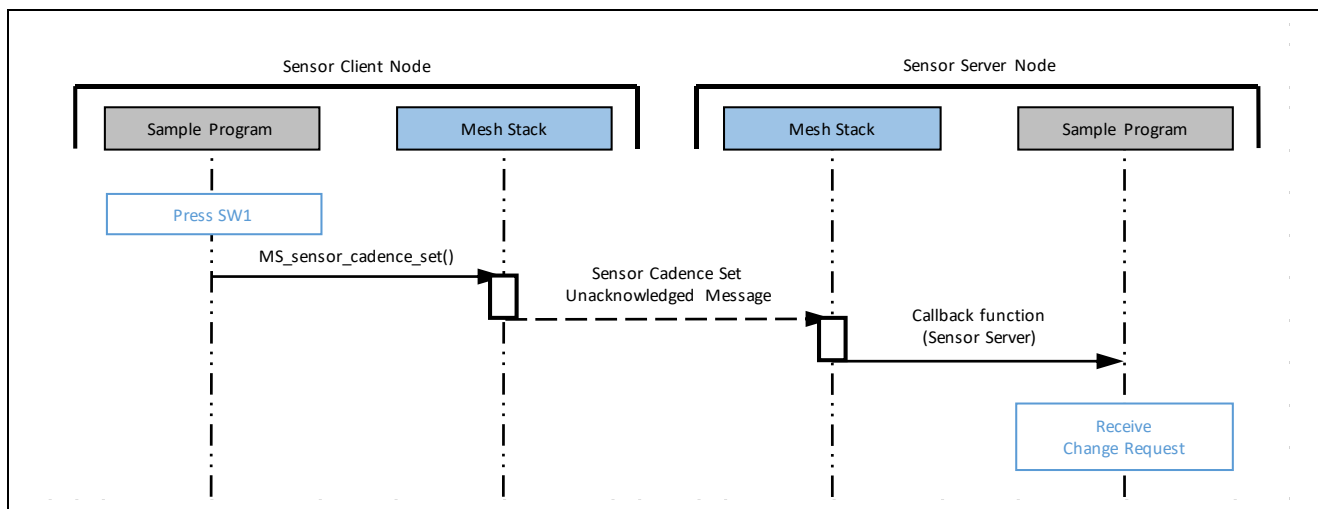 Sensor Client Node
Sensor Server Node
Sample Program
Mesh Stack
Mesh Stack
Sample Program
Press SW1
MS_sensor_cadence_set()
Sensor Cadence Set
Unacknowledged Message
Callback function
(Sensor Server)
Receive
Change Request